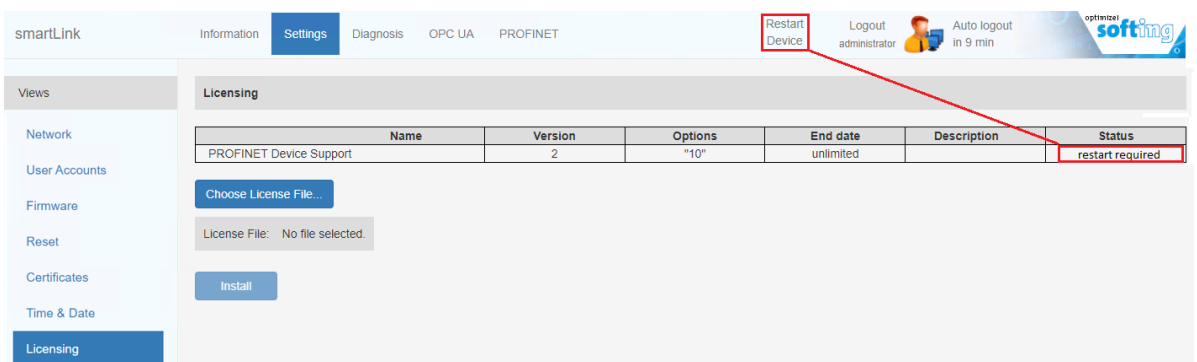 smartLink
Information Settings Diagnosis OPC UA PROFINET
Restart
Device
Logout
administrator
Auto logout
in 9 min
optimize!
softing
Views
Licensing
Network
User Accounts
Firmware
Reset
Certificates
Time & Date
Licensing
Name Version Options End date Description Status
PROFINET Device Support 2 "10" unlimited restart required
Choose License File...
License File: No file selected.
Install